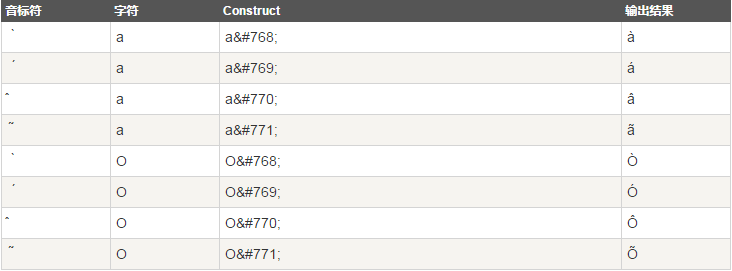 音标符 字符 Construct 输出结果
̀ a a&#768; à
́ a a&#769; á
̂ a a&#770; â
̃ a a&#771; ã
̀ O O&#768; Ò
́ O O&#769; Ó
̂ O O&#770; Ô
̃ O O&#771; Õ